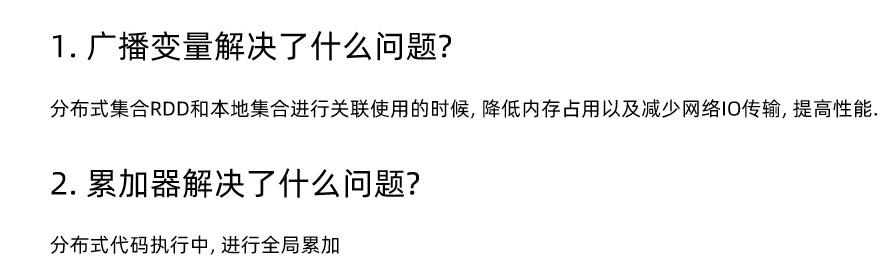 1. 广播变量解决了什么问题?
分布式集合RDD和本地集合进行关联使用的时候, 降低内存占用以及减少网络IO传输, 提高性能.
2. 累加器解决了什么问题?
分布式代码执行中, 进行全局累加